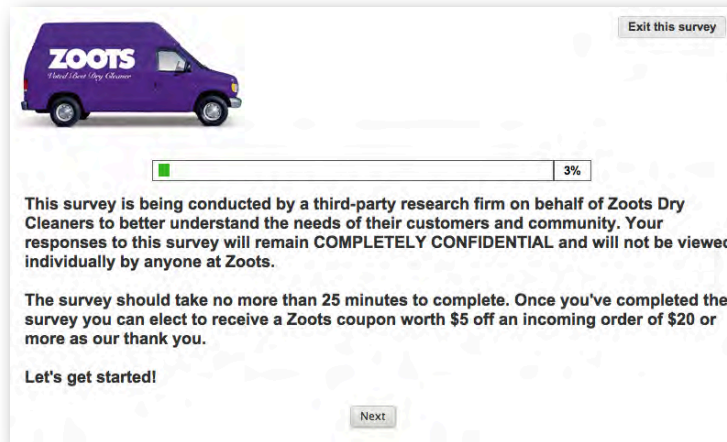 Exit this survey
ZOOTS
Voted Best Dry Cleaner
3%
This survey is being conducted by a third-party research firm on behalf of Zoots Dry
Cleaners to better understand the needs of their customers and community. Your
responses to this survey will remain COMPLETELY CONFIDENTIAL and will not be viewed
individually by anyone at Zoots.
The survey should take no more than 25 minutes to complete. Once you've completed the
survey you can elect to receive a Zoots coupon worth $5 off an incoming order of $20 or
more as our thank you.
Let's get started!
Next